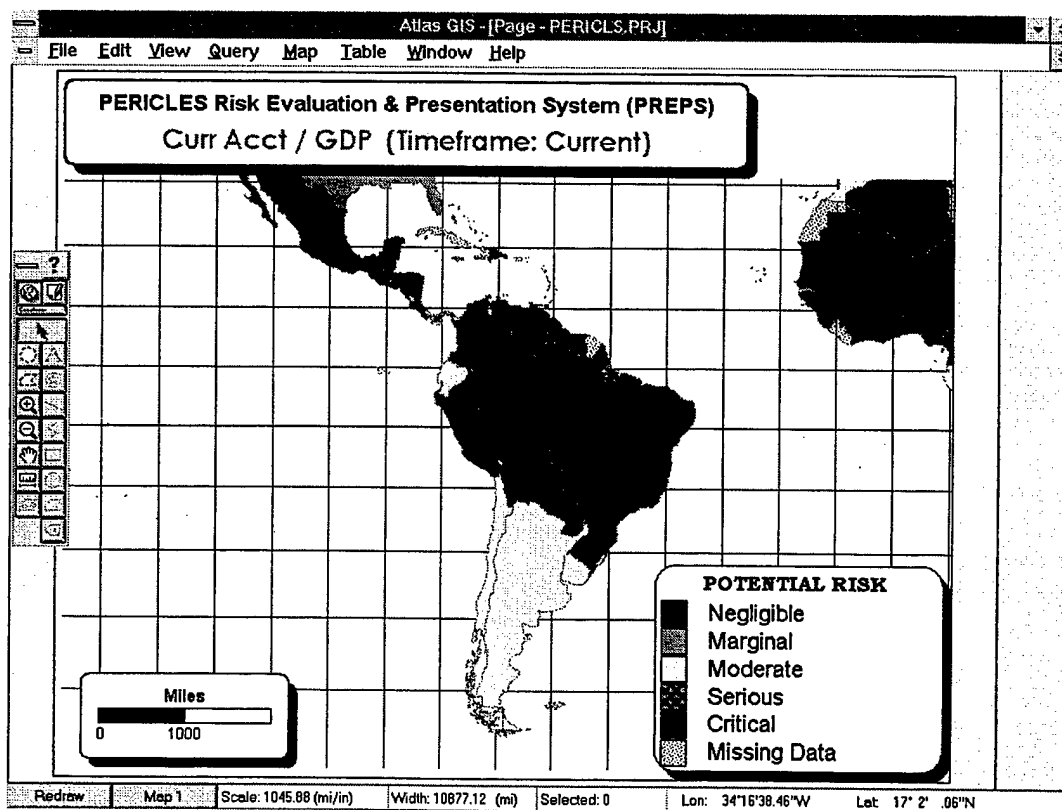 Atlas GIS - [Page - PERICLS.PRJ]
File Edit View Query Map Table Window Help
PERICLES Risk Evaluation & Presentation System (PREPS)
Curr Acct / GDP (Timeframe: Current)
?
POTENTIAL RISK
Negligible
Marginal
Moderate
Serious
Critical
Missing Data
Miles
0 1000
Redraw Map 1 Scale: 1045.88 (mi/in) Width: 10877.12 (mi) Selected: 0 Lon: 34°16'38.46"W Lat: 17° 2' .06"N